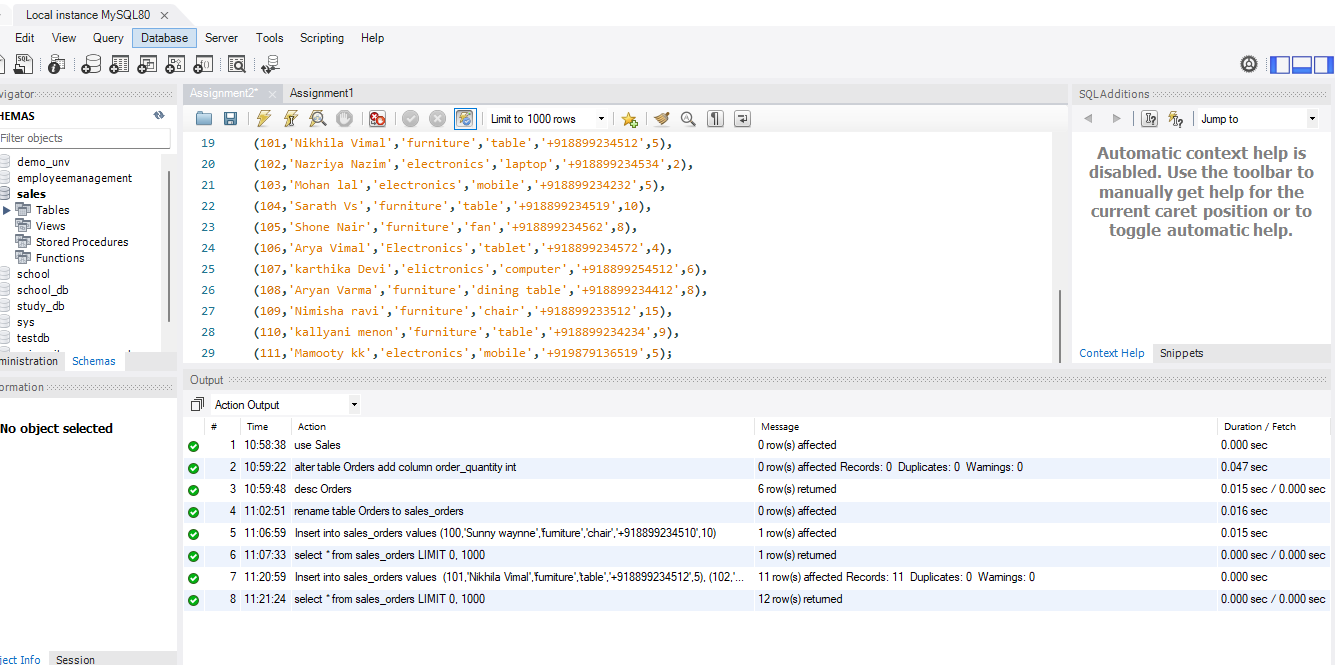 Local instance MySQL80
Edit View Query Database Server Tools Scripting Help
vigator
HEMAS
Filter objects
demo_unv
employeemanagement
sales
Tables
Views
Stored Procedures
Functions
school
school_db
study_db
sys
testdb
ministration Schemas
ormation
No object selected
ject Info Session
Assignment2* Assignment1
Limit to 1000 rows
19 (101,'Nikhila Vimal','furniture','table','+918899234512',5),
20 (102,'Nazriya Nazim','electronics','laptop','+918899234534',2),
21 (103,'Mohan lal','electronics','mobile','+918899234232',5),
22 (104,'Sarath Vs','furniture','table','+918899234519',10),
23 (105,'Shone Nair','furniture','fan','+918899234562',8),
24 (106,'Arya Vimal','Electronics','tablet','+918899234572',4),
25 (107,'karthika Devi','elictronics','computer','+918899254512',6),
26 (108,'Aryan Varma','furniture','dining table','+918899234412',8),
27 (109,'Nimisha ravi','furniture','chair','+918899233512',15),
28 (110,'kallyani menon','furniture','table','+918899234234',9),
29 (111,'Mamooty kk','electronics','mobile','+919879136519',5);
SQLAdditions
Jump to
Automatic context help is
disabled. Use the toolbar to
manually get help for the
current caret position or to
toggle automatic help.
Context Help Snippets
Output
Action Output
# Time Action Message Duration / Fetch
1 10:58:38 use Sales 0 row(s) affected 0.000 sec
2 10:59:22 alter table Orders add column order_quantity int 0 row(s) affected Records: 0 Duplicates: 0 Warnings: 0 0.047 sec
3 10:59:48 desc Orders 6 row(s) returned 0.015 sec / 0.000 sec
4 11:02:51 rename table Orders to sales_orders 0 row(s) affected 0.016 sec
5 11:06:59 Insert into sales_orders values (100,'Sunny waynne','furniture','chair','+918899234510',10) 1 row(s) affected 0.015 sec
6 11:07:33 select * from sales_orders LIMIT 0, 1000 1 row(s) returned 0.000 sec / 0.000 sec
7 11:20:59 Insert into sales_orders values (101,'Nikhila Vimal','furniture','table','+918899234512',5), (102,'... 11 row(s) affected Records: 11 Duplicates: 0 Warnings: 0 0.000 sec
8 11:21:24 select * from sales_orders LIMIT 0, 1000 12 row(s) returned 0.000 sec / 0.000 sec